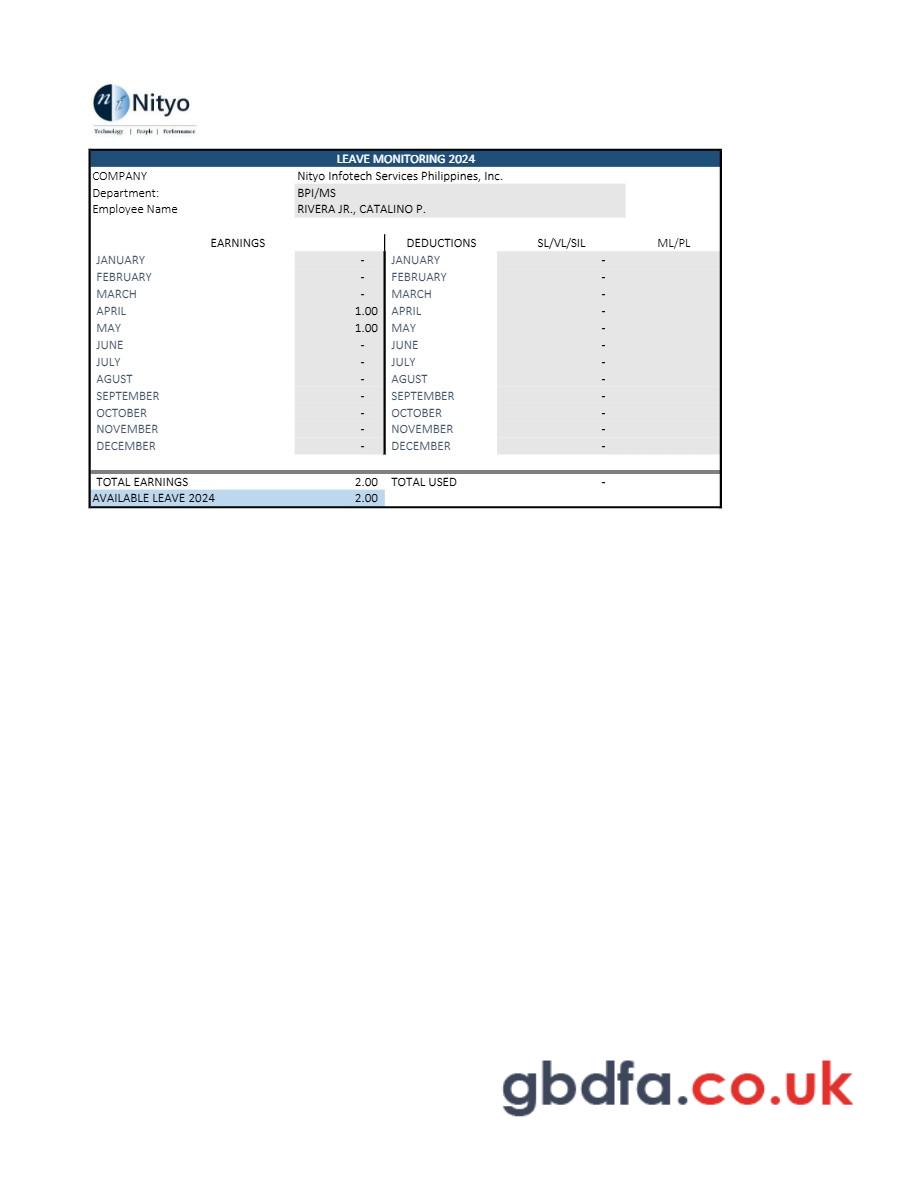 ni Nityo
Technology | People | Performance
LEAVE MONITORING 2024
COMPANY Nityo Infotech Services Philippines, Inc.
Department: BPI/MS
Employee Name RIVERA JR., CATALINO P.
EARNINGS DEDUCTIONS SL/VL/SIL ML/PL
JANUARY - JANUARY -
FEBRUARY - FEBRUARY -
MARCH - MARCH -
APRIL 1.00 APRIL -
MAY 1.00 MAY -
JUNE - JUNE -
JULY - JULY -
AGUST - AGUST -
SEPTEMBER - SEPTEMBER -
OCTOBER - OCTOBER -
NOVEMBER - NOVEMBER -
DECEMBER - DECEMBER -
TOTAL EARNINGS 2.00 TOTAL USED -
AVAILABLE LEAVE 2024 2.00
gbdfa.co.uk